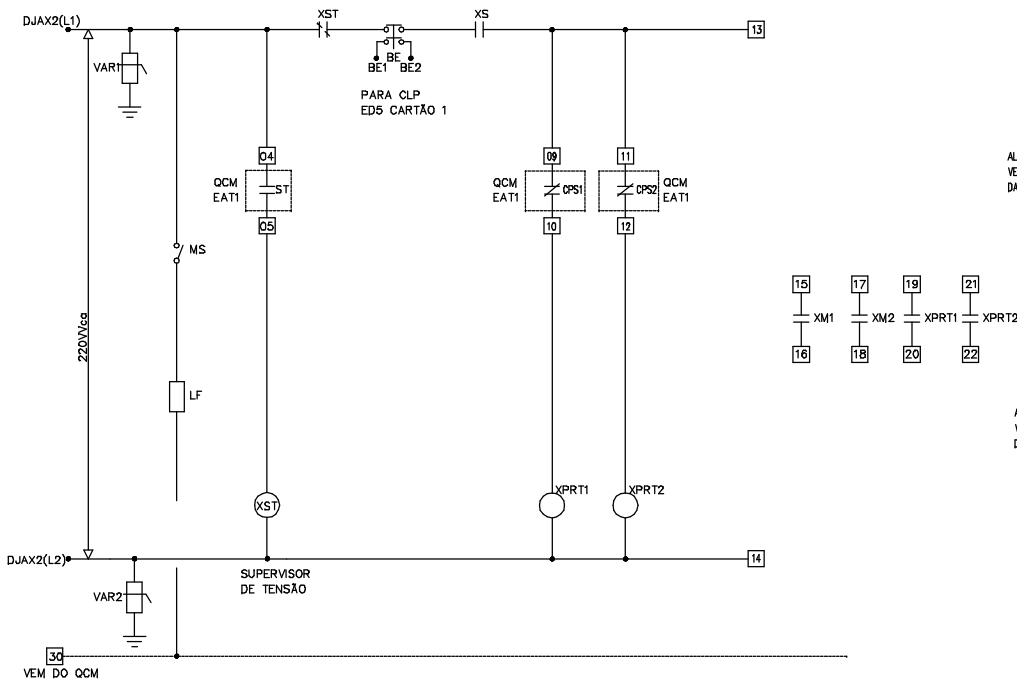 DJAX2(L1)
XST
XS
13
VAR1
BE
BE1 BE2
PARA CLP
ED5 CARTÃO 1
04
09
11
QCM
EAT1
ST
QCM
EAT1
CPS1
CPS2
QCM
EAT1
05
10
12
MS
15
17
19
21
XM1
XM2
XPRT1
XPRT2
16
18
20
22
220VVca
LF
XST
XPRT1
XPRT2
DJAX2(L2)
14
SUPERVISOR
DE TENSÃO
VAR2
30
VEM DO QCM